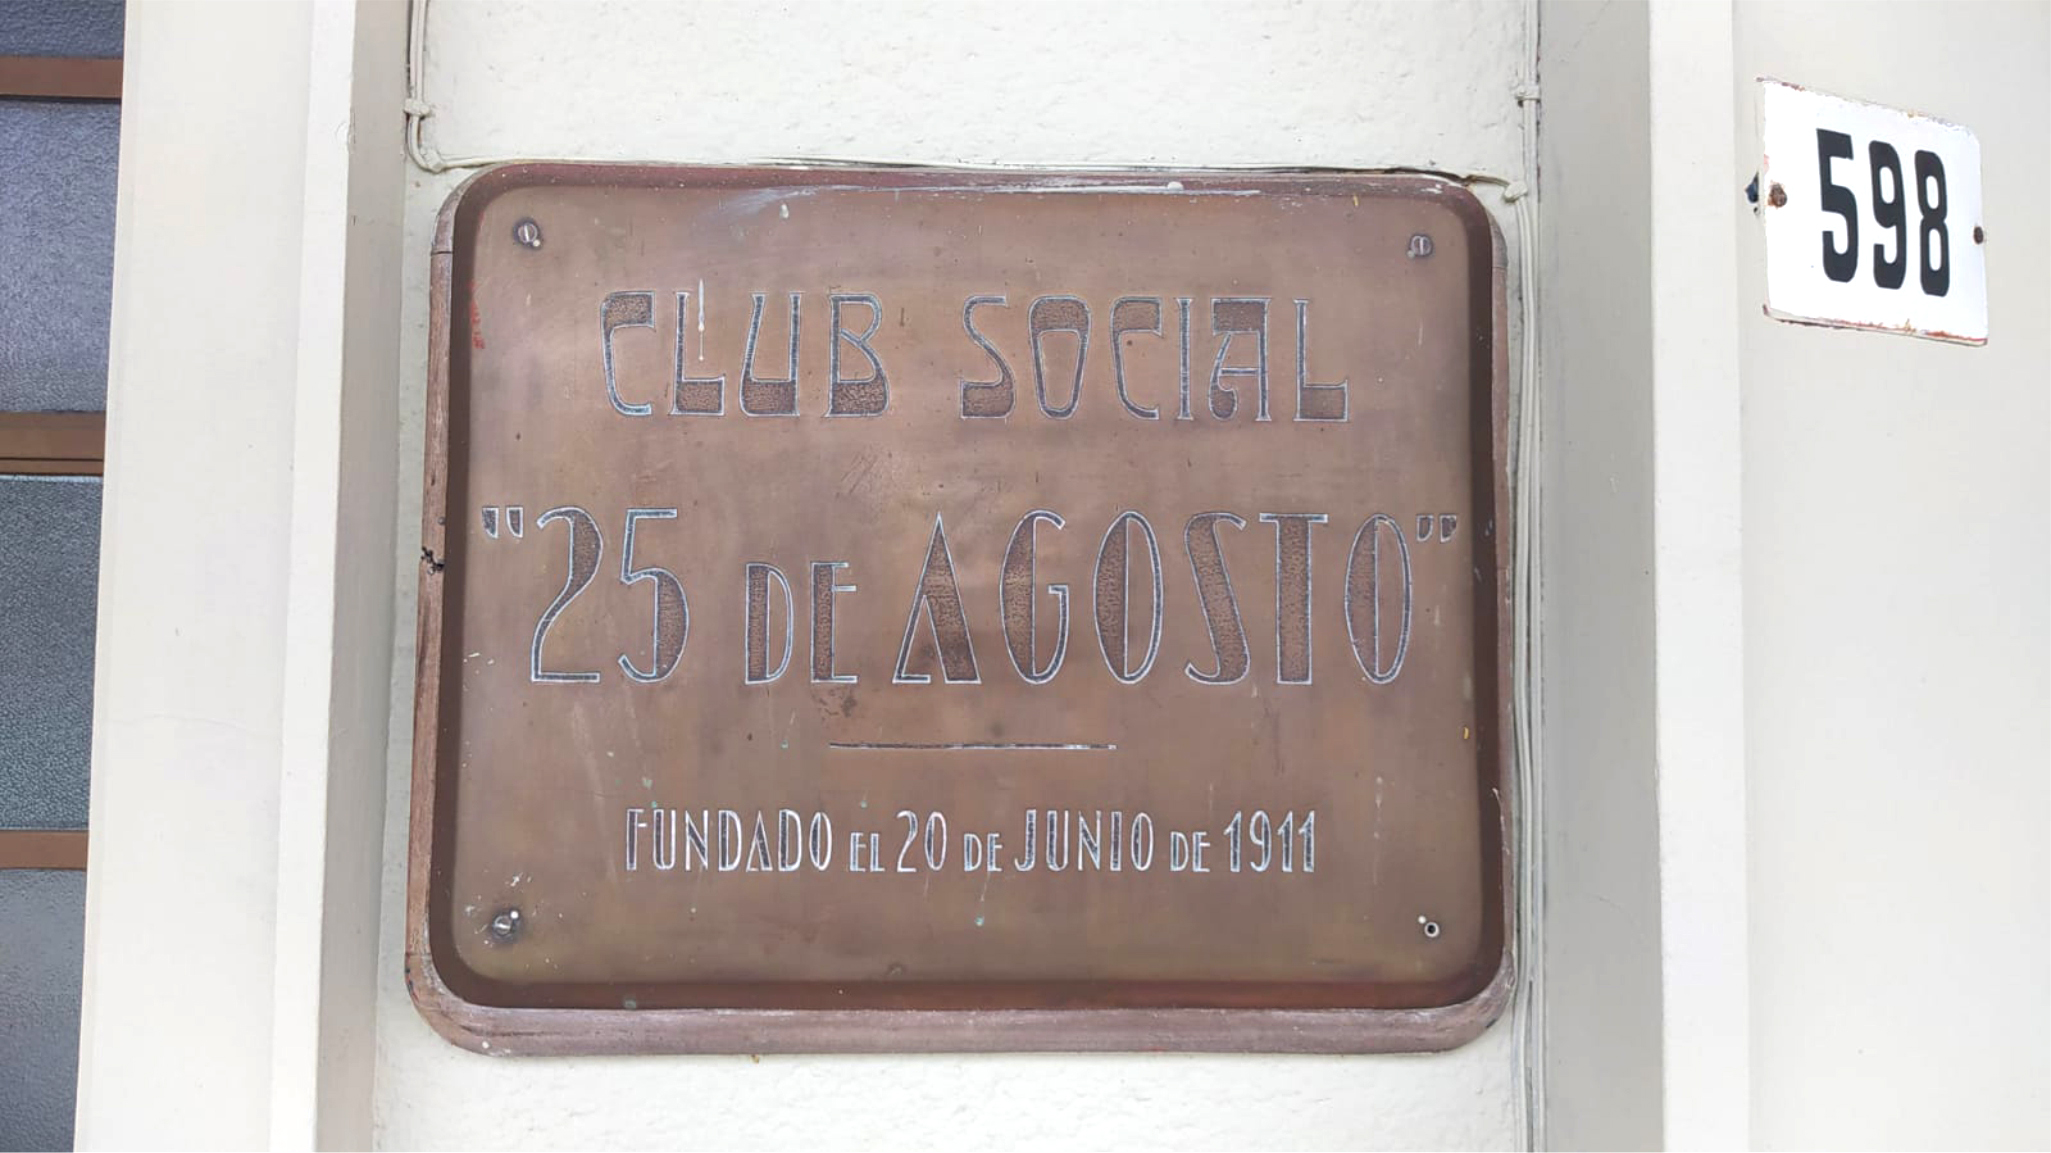 CLUB SOCIAL
"25 DE AGOSTO"
FUNDADO EL 20 DE JUNIO DE 1911
598